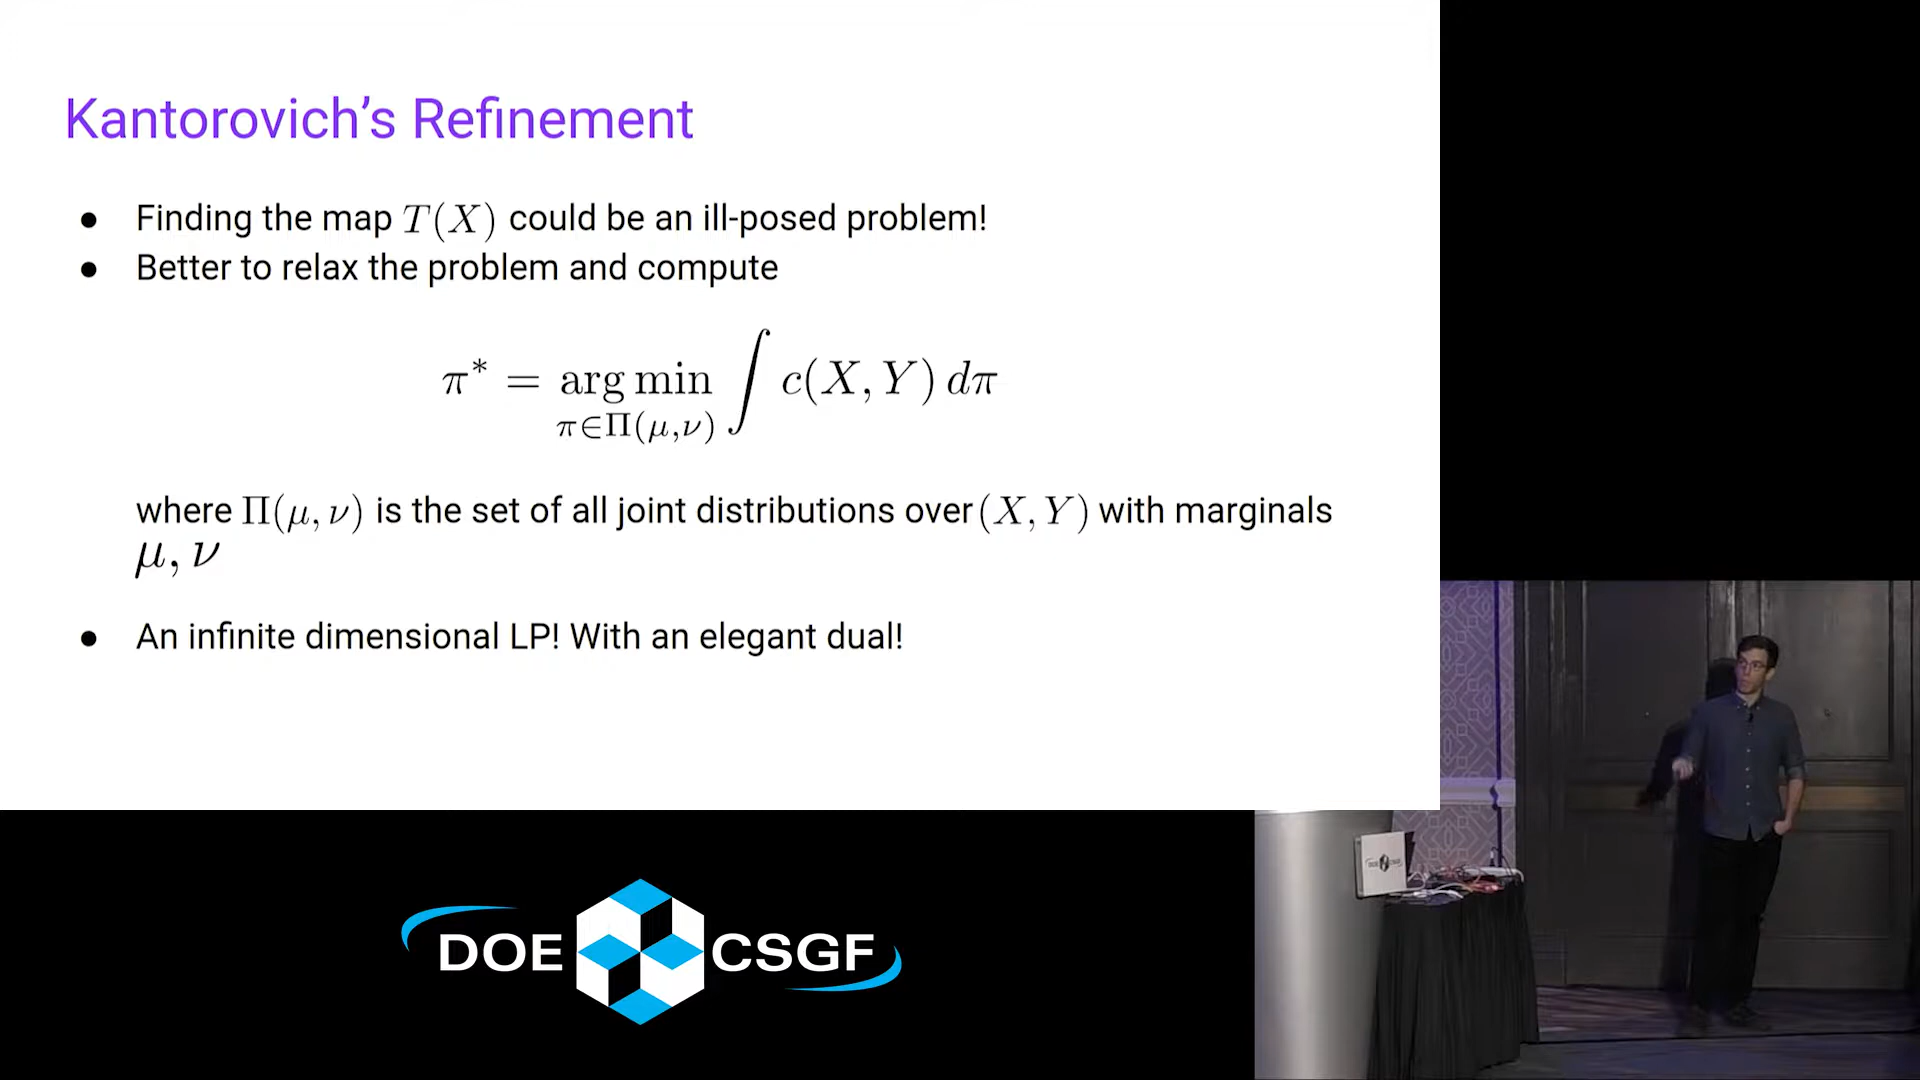 Kantorovich's Refinement
● Finding the map T(X) could be an ill-posed problem!
● Better to relax the problem and compute
π* = arg min ∫ c(X, Y) dπ
π∈Π(μ,ν)
where Π(μ, ν) is the set of all joint distributions over (X, Y) with marginals
μ, ν
● An infinite dimensional LP! With an elegant dual!
DOE CSGF